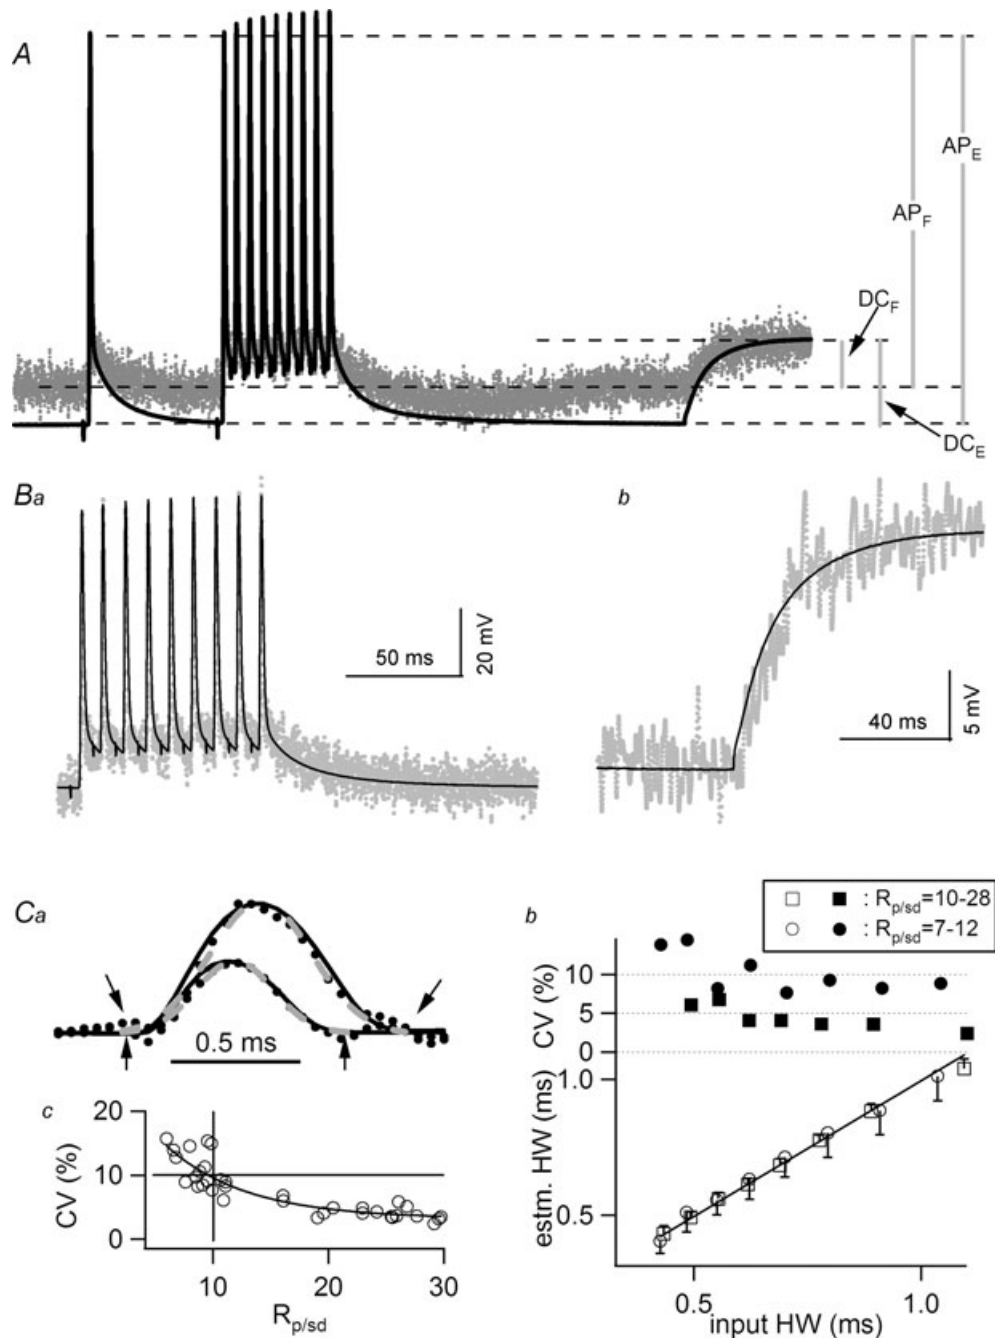 A
AP_E
AP_F
DC_F
DC_E
Ba
50 ms
20 mV
b
40 ms
5 mV
Ca
0.5 ms
b
: R_p/sd=10-28
: R_p/sd=7-12
CV (%)
10
5
0
estm. HW (ms)
1.0
0.5
0.5
1.0
input HW (ms)
c
CV (%)
20
10
0
10
20
30
R_p/sd